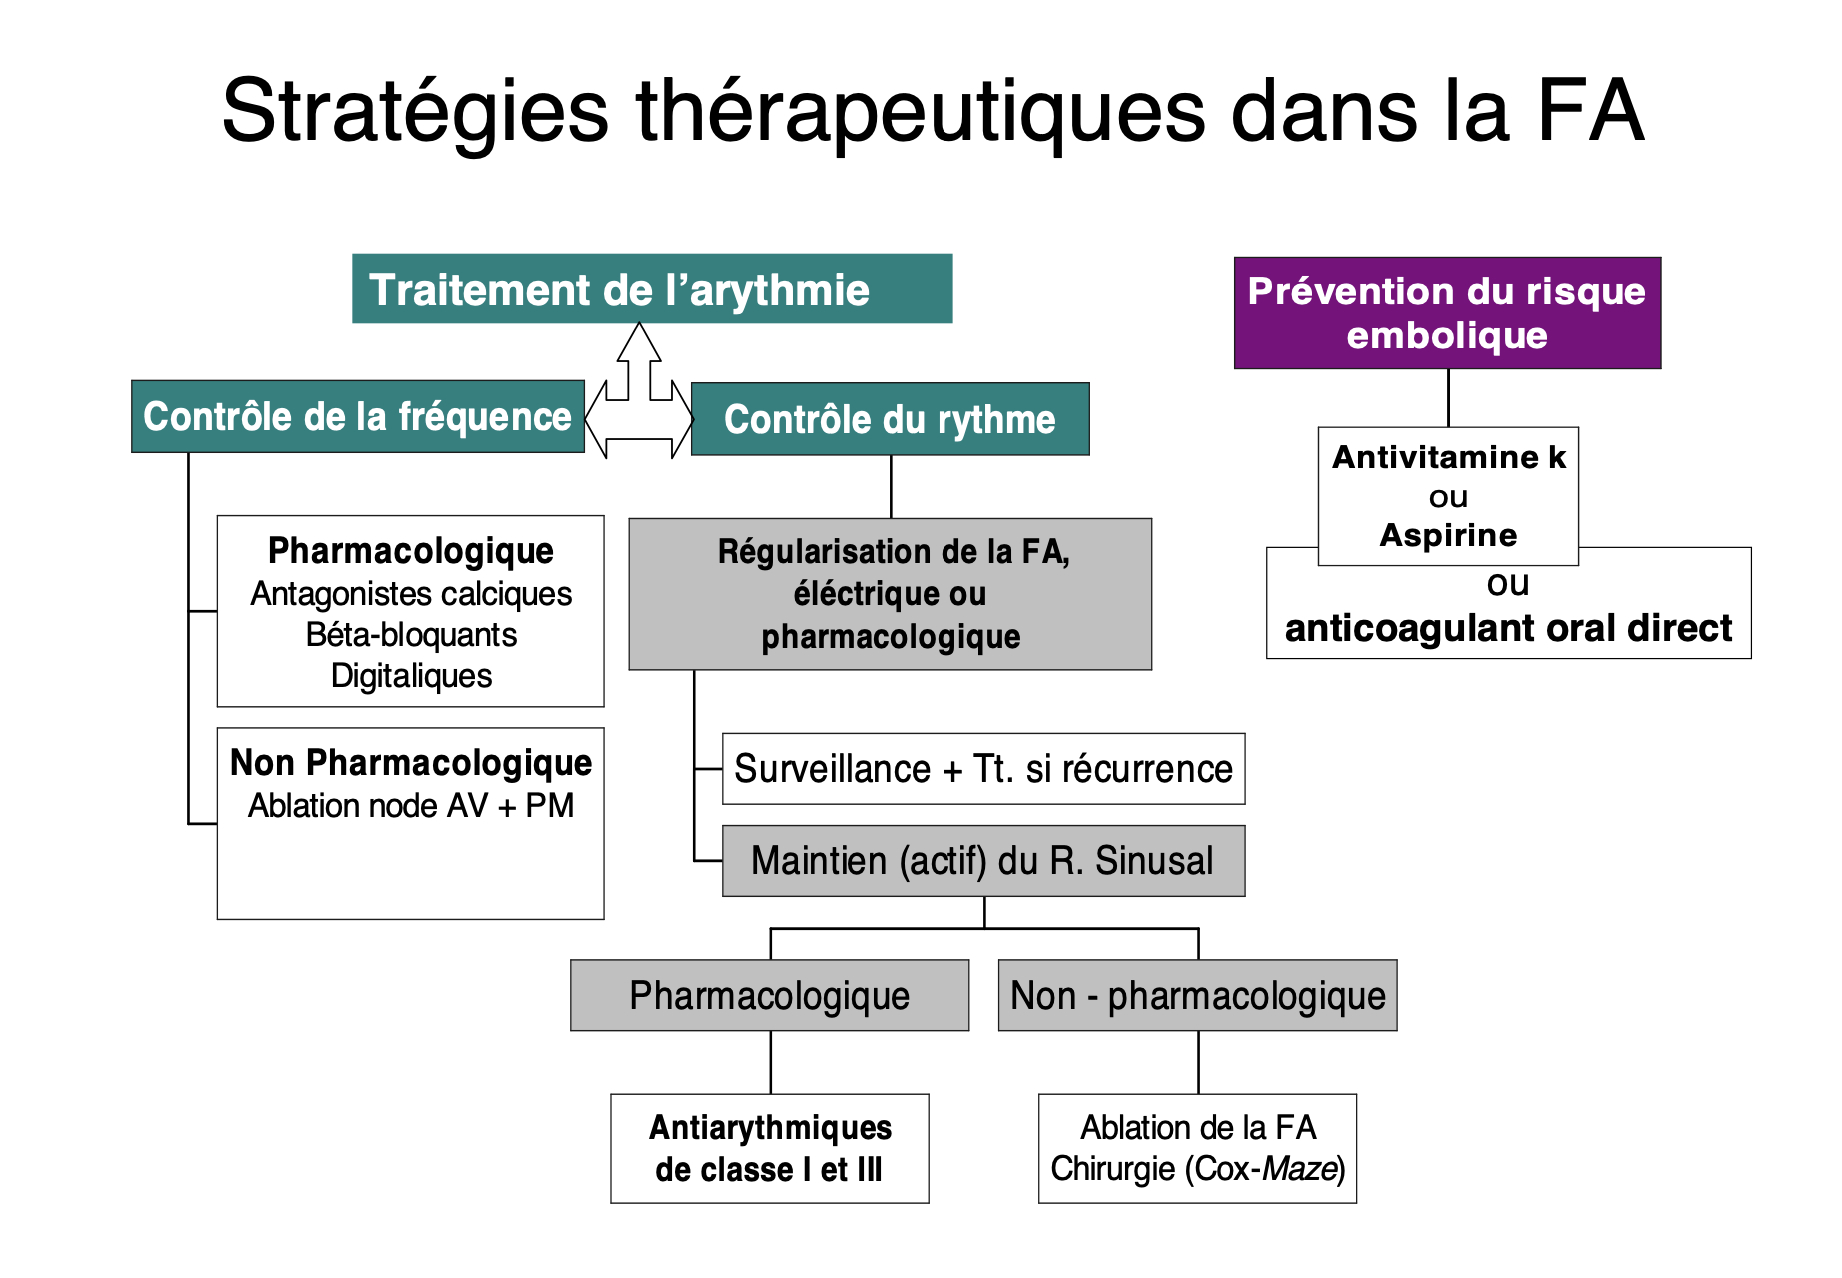 Stratégies thérapeutiques dans la FA
Traitement de l’arythmie
Contrôle de la fréquence
Pharmacologique
Antagonistes calciques
Béta-bloquants
Digitaliques
Non Pharmacologique
Ablation node AV + PM
Contrôle du rythme
Régularisation de la FA,
éléctrique ou
pharmacologique
Surveillance + Tt. si récurrence
Maintien (actif) du R. Sinusal
Pharmacologique
Antiarythmiques
de classe I et III
Non - pharmacologique
Ablation de la FA
Chirurgie (Cox-Maze)
Prévention du risque
embolique
Antivitamine k
ou
Aspirine
ou
anticoagulant oral direct